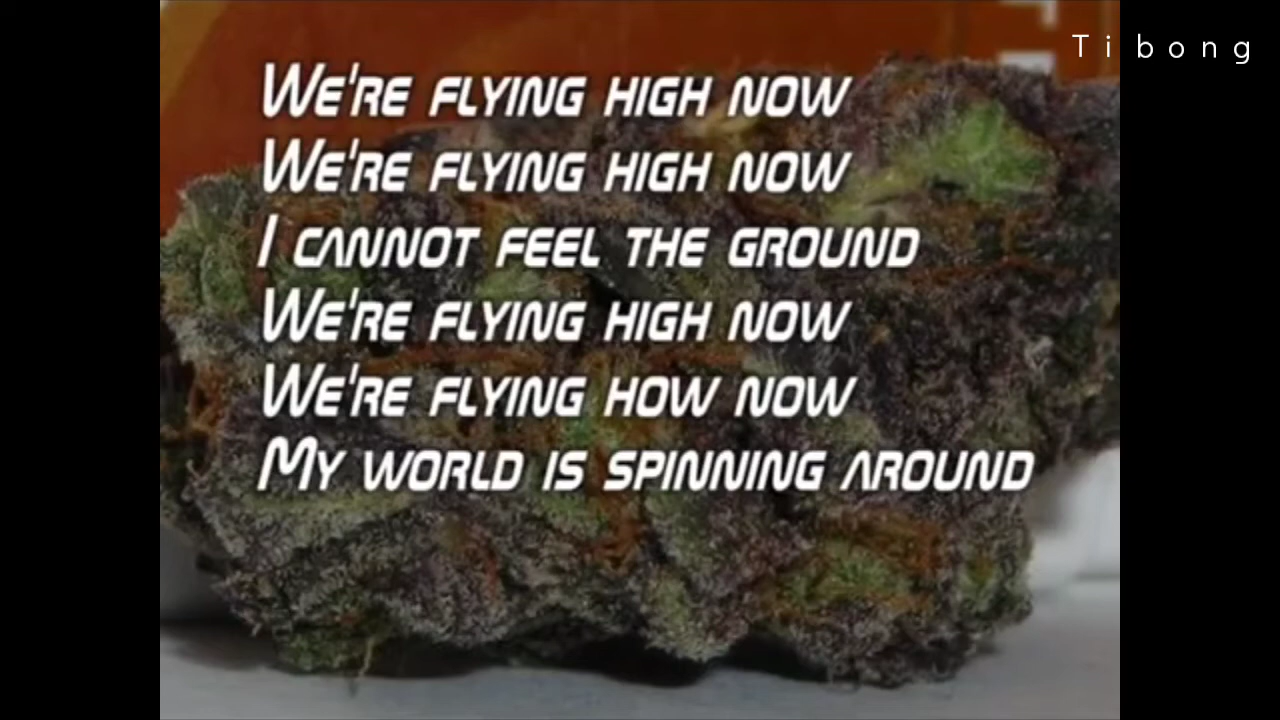 Tibong
We're flying high now
We're flying high now
I cannot feel the ground
We're flying high now
We're flying how now
My world is spinning around